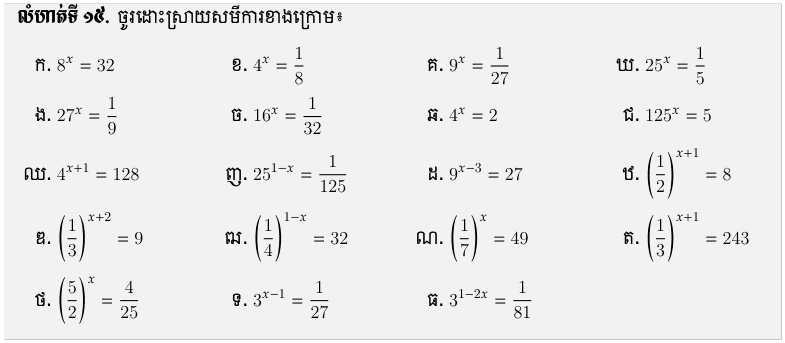 លំហាត់ទី ១៥. ចូរដោះស្រាយសមីការខាងក្រោម៖
ក. 8^x = 32 ខ. 4^x = 1/8 គ. 9^x = 1/27 ឃ. 25^x = 1/5
ង. 27^x = 1/9 ច. 16^x = 1/32 ឆ. 4^x = 2 ជ. 125^x = 5
ឈ. 4^{x+1} = 128 ញ. 25^{1−x} = 1/125 ដ. 9^{x−3} = 27 ឋ. (1/2)^{x+1} = 8
ឌ. (1/3)^{x+2} = 9 ឍ. (1/4)^{1−x} = 32 ណ. (1/7)^x = 49 ត. (1/3)^{x+1} = 243
ថ. (5/2)^x = 4/25 ទ. 3^{x−1} = 1/27 ធ. 3^{1−2x} = 1/81